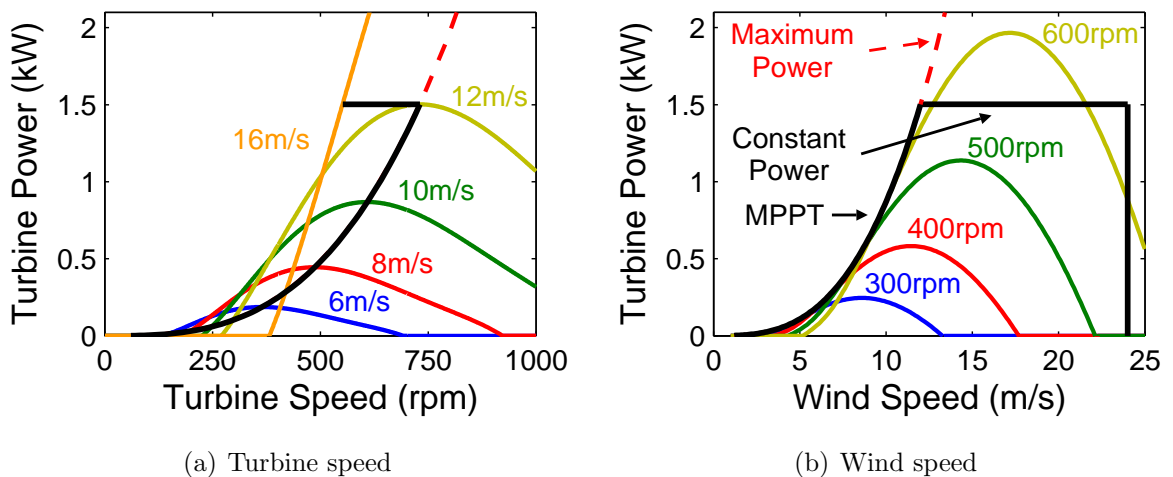 2
1.5
1
0.5
0
Turbine Power (kW)
12m/s
16m/s
10m/s
8m/s
6m/s
0 250 500 750 1000
Turbine Speed (rpm)
(a) Turbine speed
2
1.5
1
0.5
0
Turbine Power (kW)
Maximum
Power
600rpm
Constant
Power
500rpm
MPPT
400rpm
300rpm
0 5 10 15 20 25
Wind Speed (m/s)
(b) Wind speed